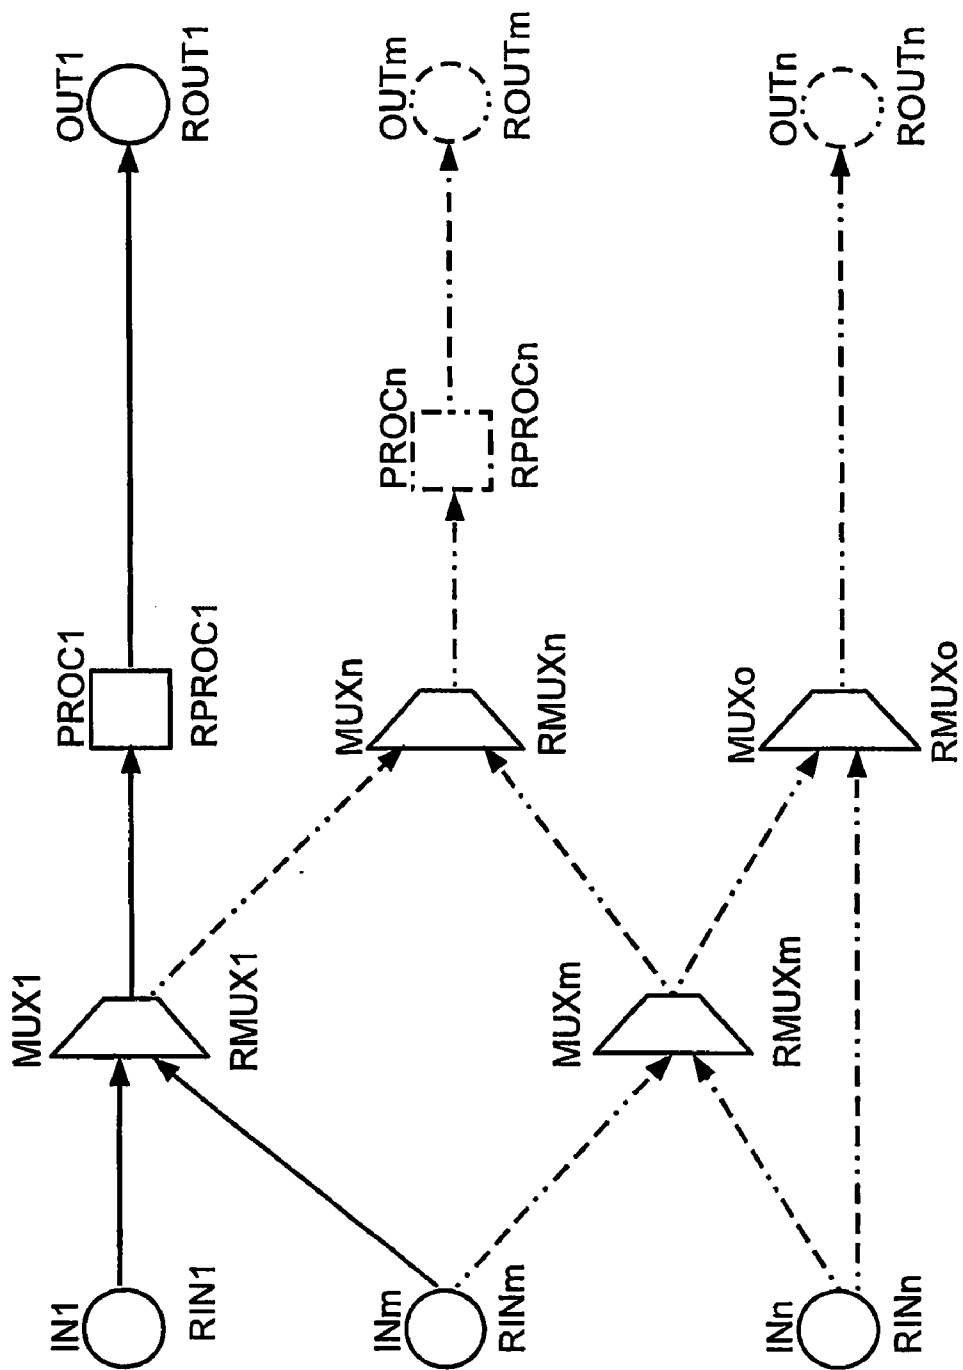 OUT1
ROUT1
OUTm
ROUTm
OUTn
ROUTn
PROCn
RPROCn
PROC1
RPROC1
MUXn
RMUXn
MUXo
RMUXo
MUX1
RMUX1
MUXm
RMUXm
IN1
RIN1
INm
RINm
INn
RINn